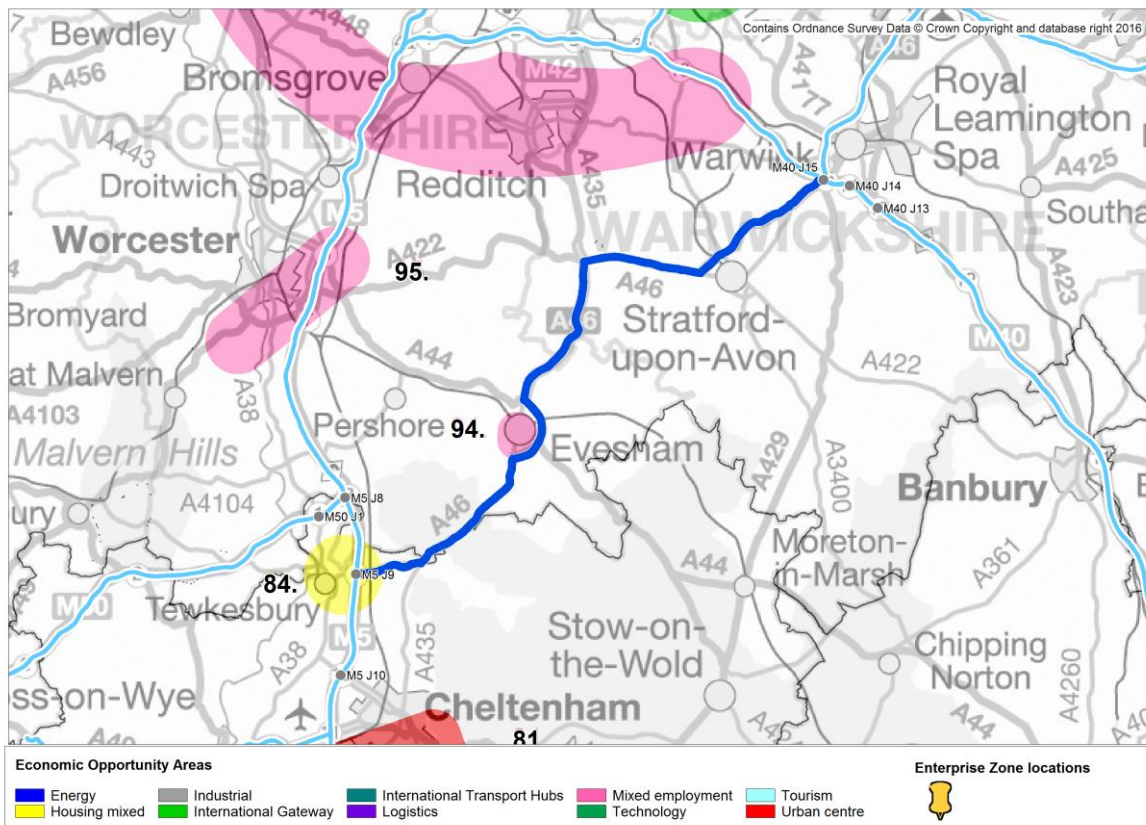 Contains Ordnance Survey Data © Crown Copyright and database right 2016
Bewdley
A448
A46
A456
Bromsgrove
M42
A4177
Royal
Leamington
Spa
WORCESTERSHIRE
A443
Warwick
M40 J15
A425
Droitwich Spa
Redditch
A435
M40 J14
M40 J13
Southa
M5
WARWICKSHIRE
Worcester
A422
95.
A46
A423
Bromyard
A46
Stratford-
upon-Avon
M40
at Malvern
A44
A422
A4103
A38
Pershore
94.
Evesham
A429
Malvern Hills
A3400
Banbury
A4104
M5 J8
A46
ury
M50 J1
Moreton-
in-Marsh
A361
M5 J9
A44
84.
Tewkesbury
M50
M5
Stow-on-
the-Wold
Chipping
Norton
A38
A435
A4260
ss-on-Wye
M5 J10
Cheltenham
A44
A40
81
Economic Opportunity Areas
Enterprise Zone locations
Energy
Industrial
International Transport Hubs
Mixed employment
Tourism
Housing mixed
International Gateway
Logistics
Technology
Urban centre